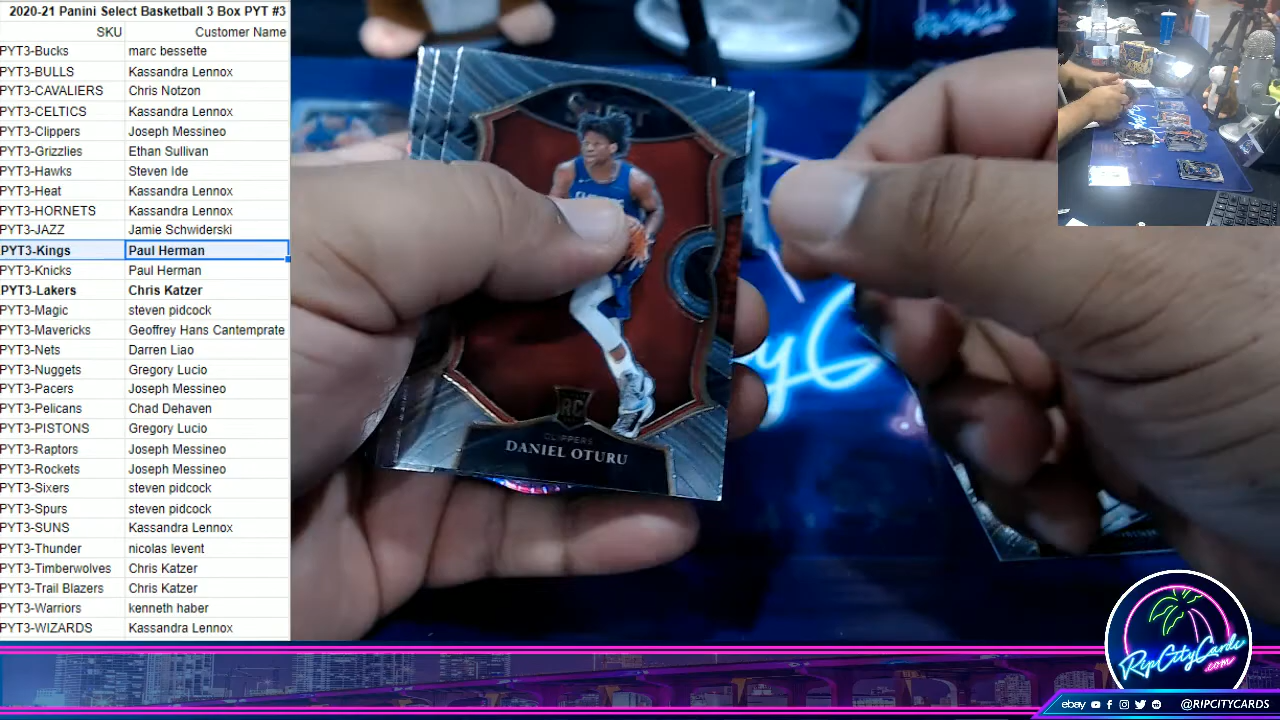 2020-21 Panini Select Basketball 3 Box PYT #3
SKU Customer Name
PYT3-Bucks marc bessette
PYT3-BULLS Kassandra Lennox
PYT3-CAVALIERS Chris Notzon
PYT3-CELTICS Kassandra Lennox
PYT3-Clippers Joseph Messineo
PYT3-Grizzlies Ethan Sullivan
PYT3-Hawks Steven Ide
PYT3-Heat Kassandra Lennox
PYT3-HORNETS Kassandra Lennox
PYT3-JAZZ Jamie Schwiderski
PYT3-Kings Paul Herman
PYT3-Knicks Paul Herman
PYT3-Lakers Chris Katzer
PYT3-Magic steven pidcock
PYT3-Mavericks Geoffrey Hans Cantemprate
PYT3-Nets Darren Liao
PYT3-Nuggets Gregory Lucio
PYT3-Pacers Joseph Messineo
PYT3-Pelicans Chad Dehaven
PYT3-PISTONS Gregory Lucio
PYT3-Raptors Joseph Messineo
PYT3-Rockets Joseph Messineo
PYT3-Sixers steven pidcock
PYT3-Spurs steven pidcock
PYT3-SUNS Kassandra Lennox
PYT3-Thunder nicolas levent
PYT3-Timberwolves Chris Katzer
PYT3-Trail Blazers Chris Katzer
PYT3-Warriors kenneth haber
PYT3-WIZARDS Kassandra Lennox
RC
CLIPPERS
DANIEL OTURU
RipCityCards
.com
ebay @RIPCITYCARDS